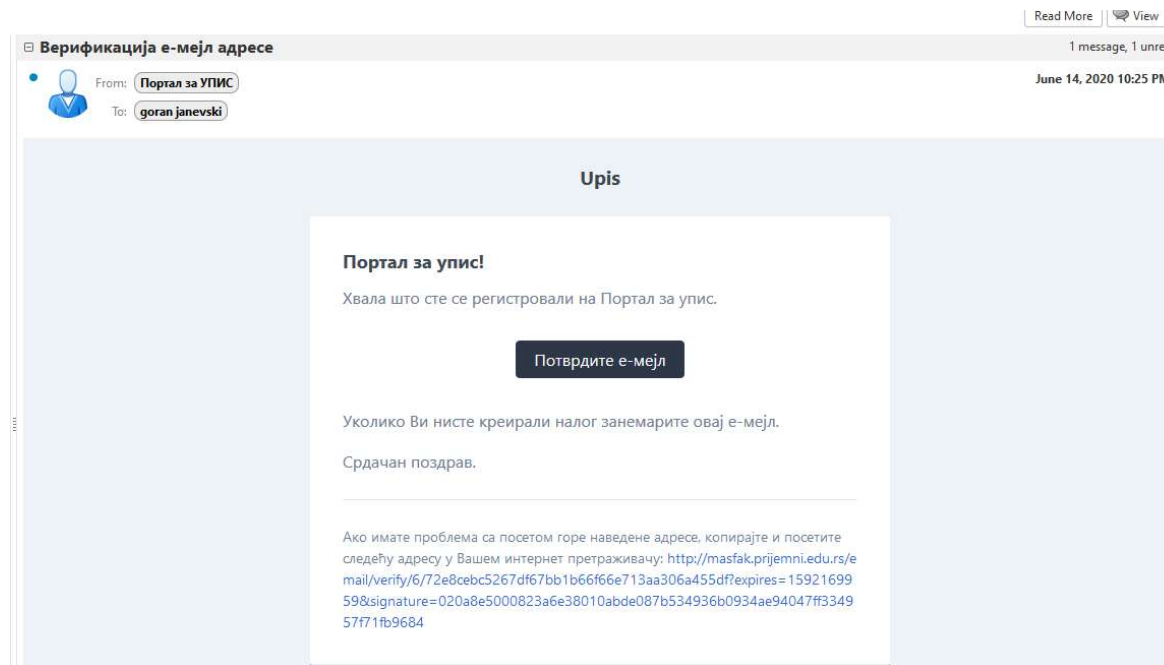 Read More View
Верификација е-мејл адресе 1 message, 1 unre
From: Портал за УПИС June 14, 2020 10:25 PM
To: goran janevski
Upis
Портал за упис!
Хвала што сте се регистровали на Портал за упис.
Потврдите е-мејл
Уколико Ви нисте креирали налог занемарите овај е-мејл.
Срдачан поздрав.
Ако имате проблема са посетом горе наведене адресе, копирајте и посетите
следећу адресу у Вашем интернет претраживачу: http://masfak.prijemni.edu.rs/e
mail/verify/6/72e8cebc5267df67bb1b66f66e713aa306a455df?expires=15921699
59&signature=020a8e5000823a6e38010abde087b534936b0934ae94047ff3349
57f71fb9684